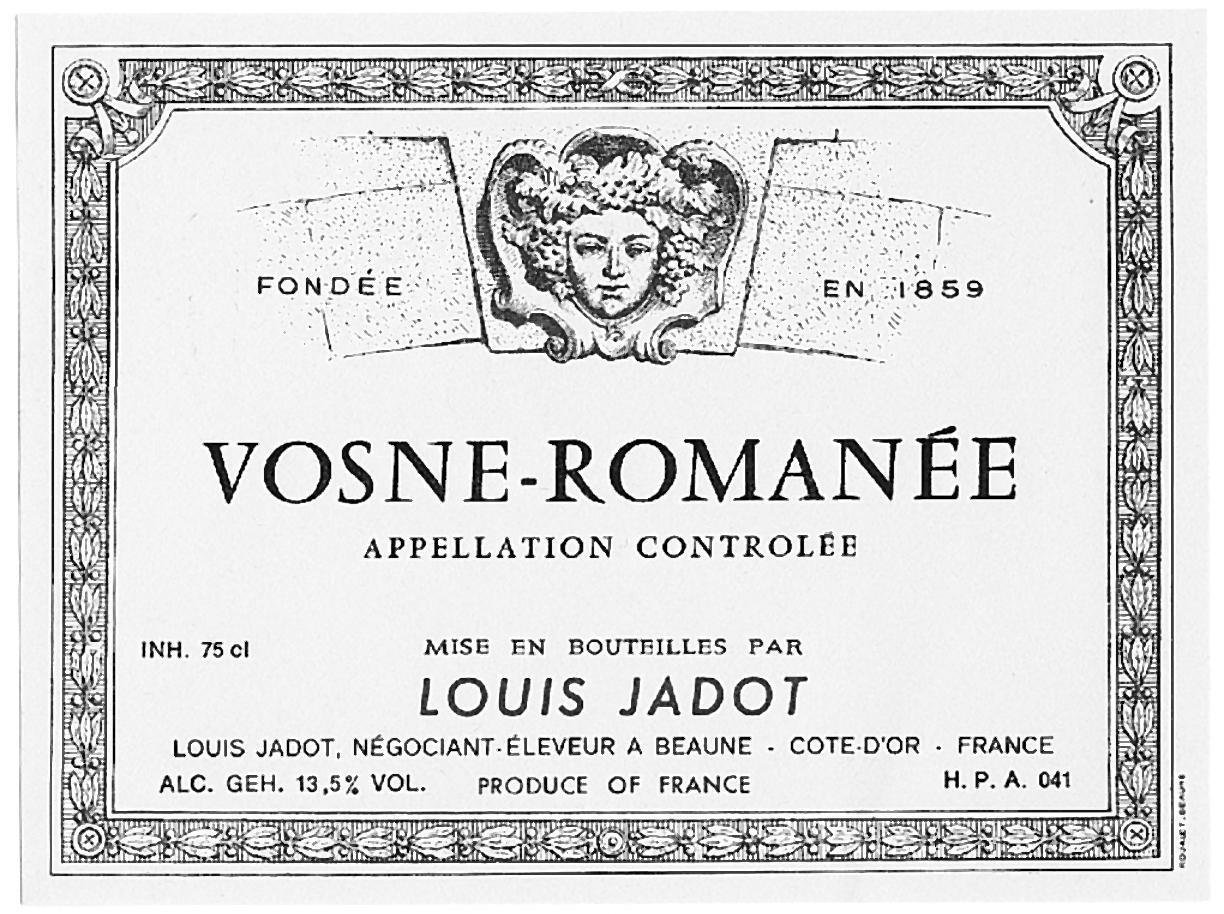 FONDÉE EN 1859
VOSNE-ROMANÉE
APPELLATION CONTROLÉE
INH. 75 cl
MISE EN BOUTEILLES PAR
LOUIS JADOT
LOUIS JADOT, NÉGOCIANT-ÉLEVEUR A BEAUNE - COTE-D'OR - FRANCE
ALC. GEH. 13,5% VOL. PRODUCE OF FRANCE H. P. A. 041